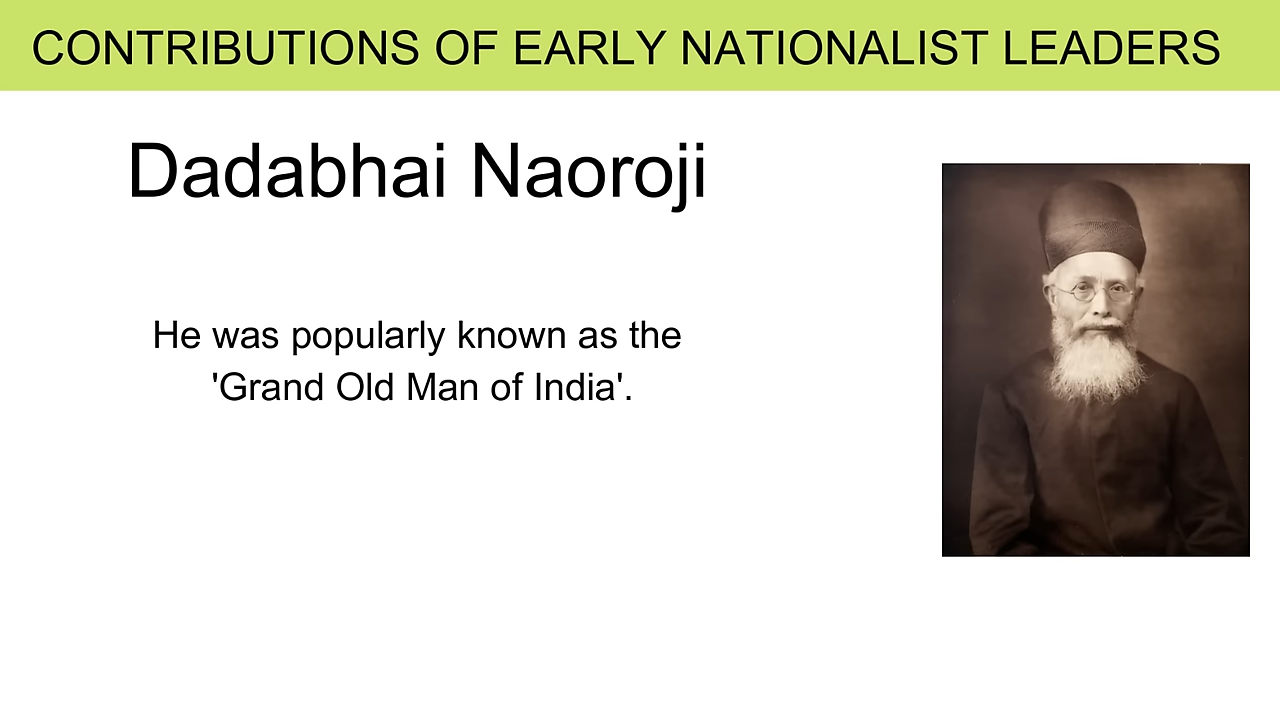 CONTRIBUTIONS OF EARLY NATIONALIST LEADERS
Dadabhai Naoroji
He was popularly known as the
'Grand Old Man of India'.